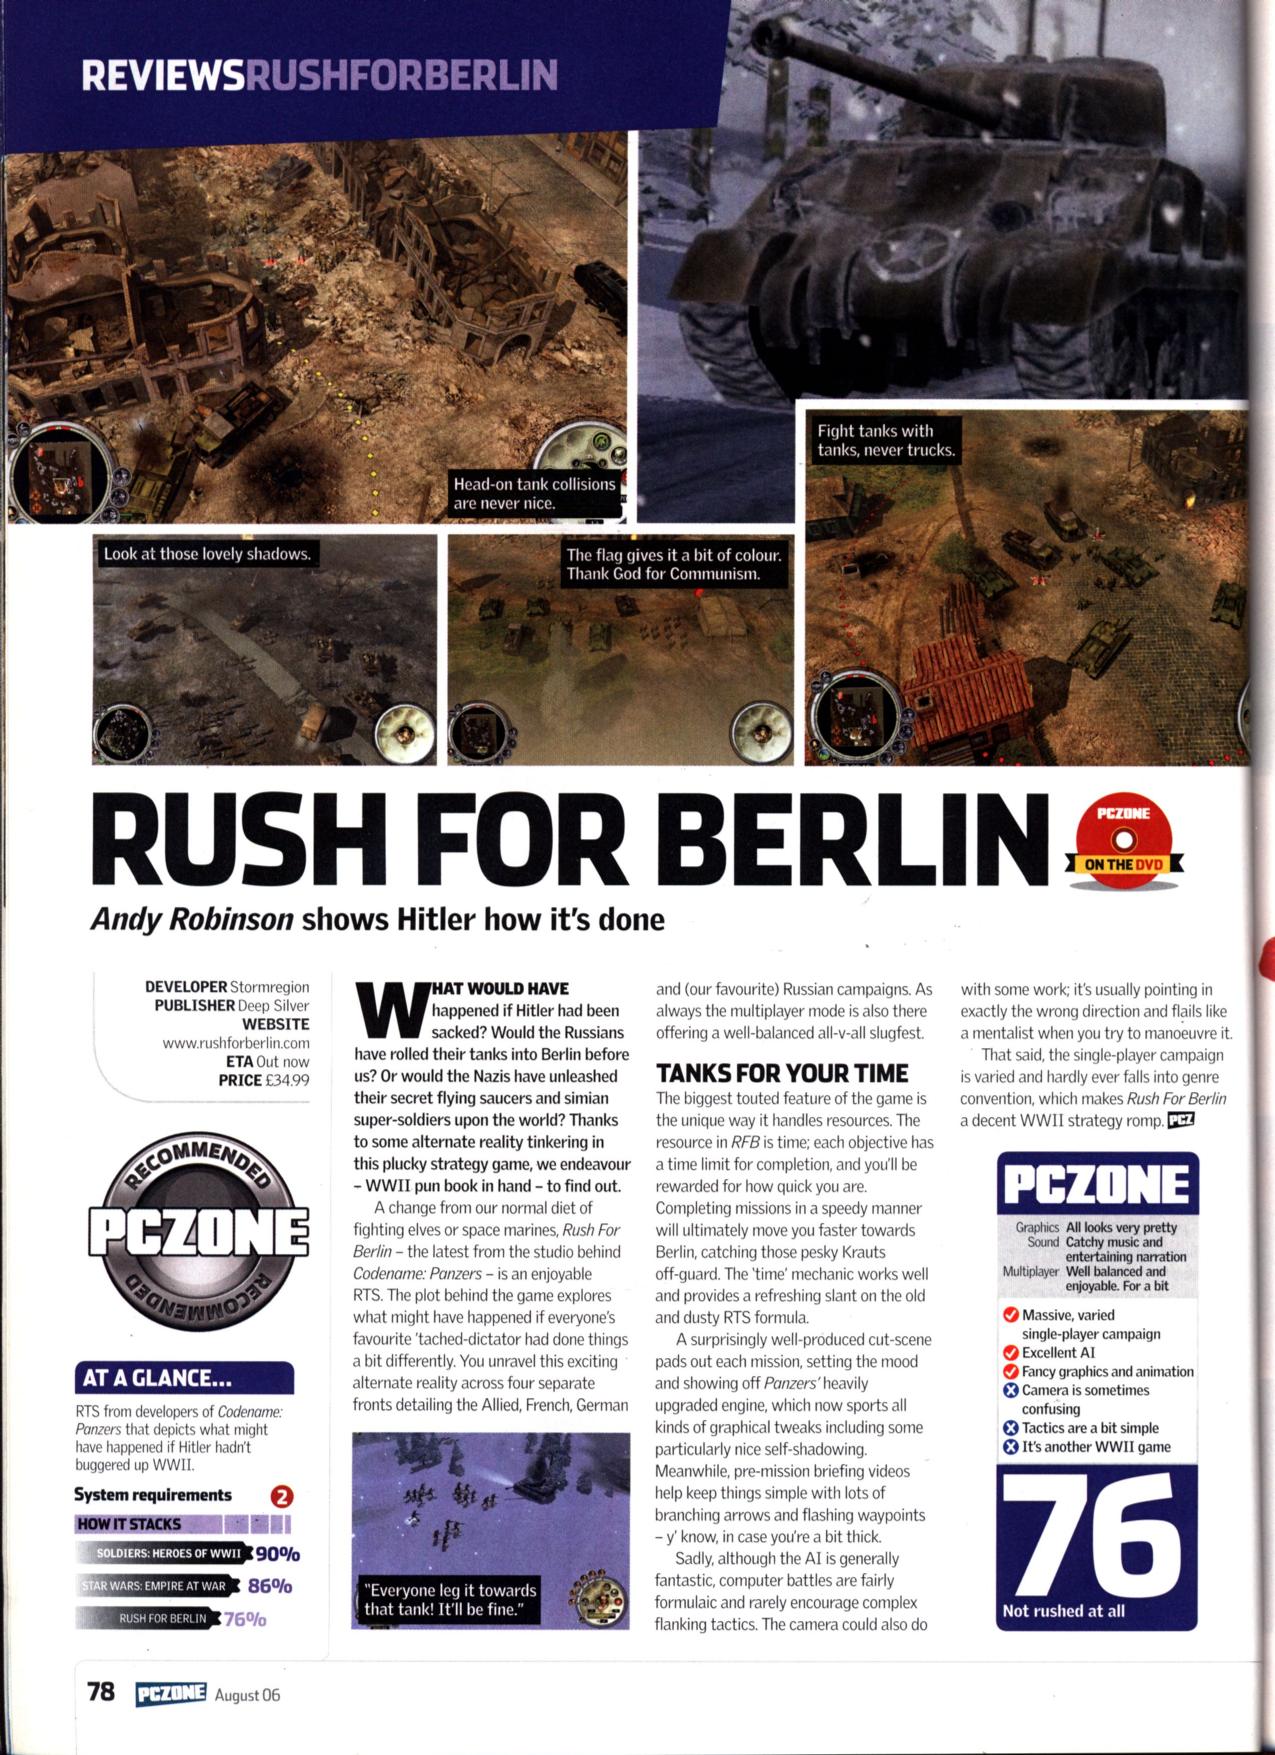 REVIEWSRUSHFORBERLIN
Head-on tank collisions
are never nice.
Fight tanks with
tanks, never trucks.
Look at those lovely shadows.
The flag gives it a bit of colour.
Thank God for Communism.
RUSH FOR BERLIN
PCZONE
ON THE DVD
Andy Robinson shows Hitler how it's done
DEVELOPER Stormregion
PUBLISHER Deep Silver
WEBSITE
www.rushforberlin.com
ETA Out now
PRICE £34.99
RECOMMENDED
PCZONE
RECOMMENDED
AT A GLANCE...
RTS from developers of Codename:
Panzers that depicts what might
have happened if Hitler hadn't
buggered up WWII.
System requirements 2
HOW IT STACKS
SOLDIERS: HEROES OF WWII 90%
STAR WARS: EMPIRE AT WAR 86%
RUSH FOR BERLIN 76%
WHAT WOULD HAVE
happened if Hitler had been
sacked? Would the Russians
have rolled their tanks into Berlin before
us? Or would the Nazis have unleashed
their secret flying saucers and simian
super-soldiers upon the world? Thanks
to some alternate reality tinkering in
this plucky strategy game, we endeavour
– WWII pun book in hand – to find out.
A change from our normal diet of
fighting elves or space marines, Rush For
Berlin – the latest from the studio behind
Codename: Panzers – is an enjoyable
RTS. The plot behind the game explores
what might have happened if everyone's
favourite 'tached-dictator had done things
a bit differently. You unravel this exciting
alternate reality across four separate
fronts detailing the Allied, French, German
"Everyone leg it towards
that tank! It'll be fine."
and (our favourite) Russian campaigns. As
always the multiplayer mode is also there
offering a well-balanced all-v-all slugfest.
TANKS FOR YOUR TIME
The biggest touted feature of the game is
the unique way it handles resources. The
resource in RFB is time; each objective has
a time limit for completion, and you'll be
rewarded for how quick you are.
Completing missions in a speedy manner
will ultimately move you faster towards
Berlin, catching those pesky Krauts
off-guard. The 'time' mechanic works well
and provides a refreshing slant on the old
and dusty RTS formula.
A surprisingly well-produced cut-scene
pads out each mission, setting the mood
and showing off Panzers' heavily
upgraded engine, which now sports all
kinds of graphical tweaks including some
particularly nice self-shadowing.
Meanwhile, pre-mission briefing videos
help keep things simple with lots of
branching arrows and flashing waypoints
– y' know, in case you're a bit thick.
Sadly, although the AI is generally
fantastic, computer battles are fairly
formulaic and rarely encourage complex
flanking tactics. The camera could also do
with some work; it's usually pointing in
exactly the wrong direction and flails like
a mentalist when you try to manoeuvre it.
That said, the single-player campaign
is varied and hardly ever falls into genre
convention, which makes Rush For Berlin
a decent WWII strategy romp. PCZ
PCZONE
Graphics All looks very pretty
Sound Catchy music and
entertaining narration
Multiplayer Well balanced and
enjoyable. For a bit
Massive, varied
single-player campaign
Excellent AI
Fancy graphics and animation
Camera is sometimes
confusing
Tactics are a bit simple
It's another WWII game
76
Not rushed at all
78 PCZONE August 06